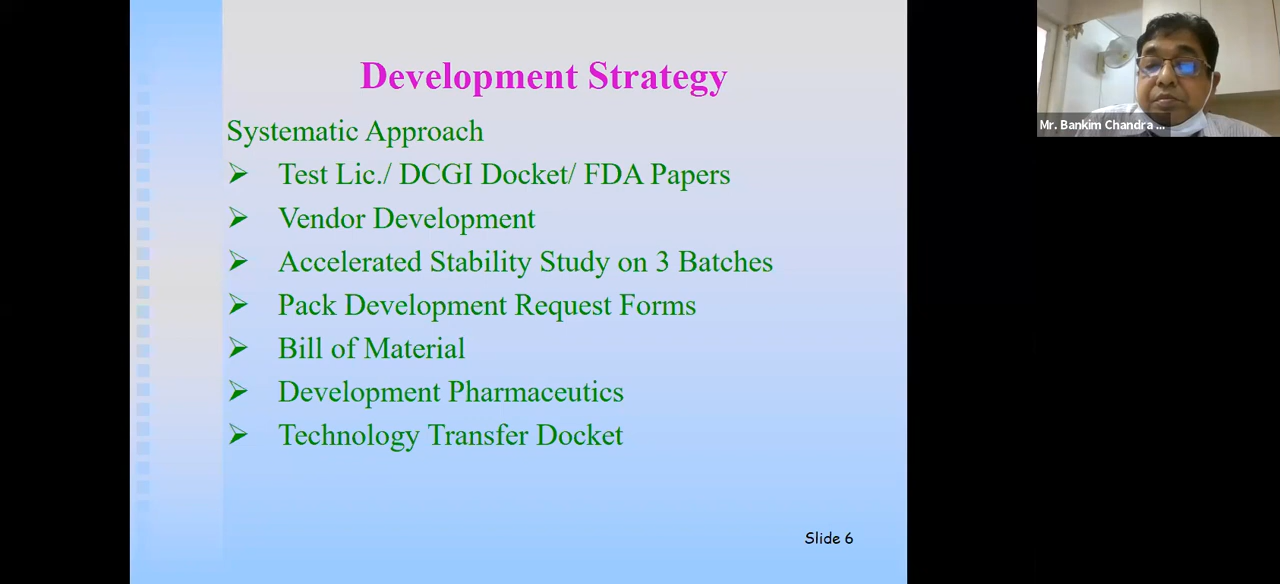 Development Strategy
Systematic Approach
Test Lic./ DCGI Docket/ FDA Papers
Vendor Development
Accelerated Stability Study on 3 Batches
Pack Development Request Forms
Bill of Material
Development Pharmaceutics
Technology Transfer Docket
Slide 6
Mr. Bankim Chandra ...